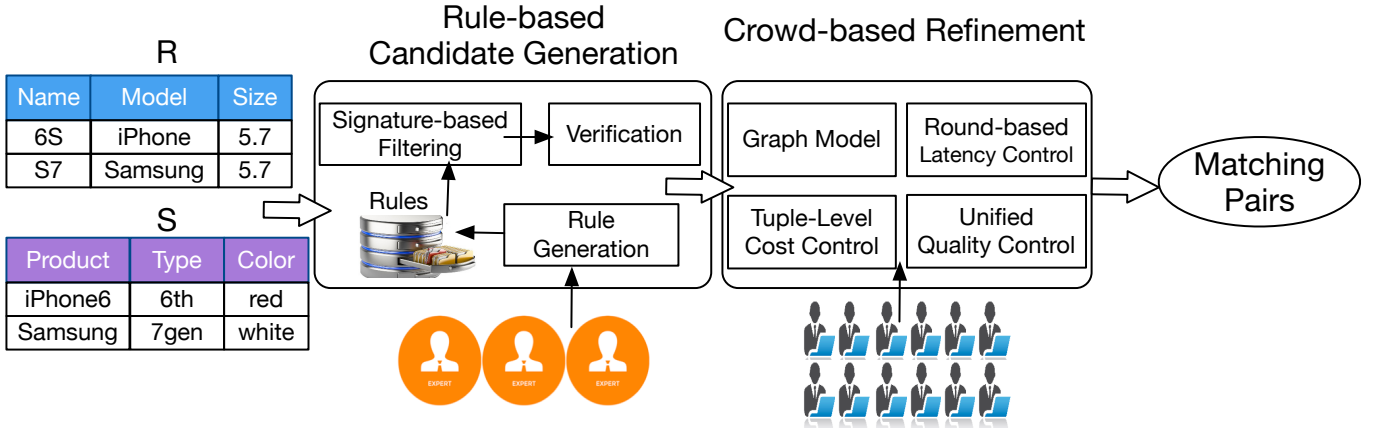 Rule-based
Candidate Generation
Crowd-based Refinement
R
Name Model Size
6S iPhone 5.7
S7 Samsung 5.7
S
Product Type Color
iPhone6 6th red
Samsung 7gen white
Signature-based
Filtering
Verification
Rules
Rule
Generation
EXPERT EXPERT EXPERT
Graph Model
Round-based
Latency Control
Tuple-Level
Cost Control
Unified
Quality Control
Matching
Pairs